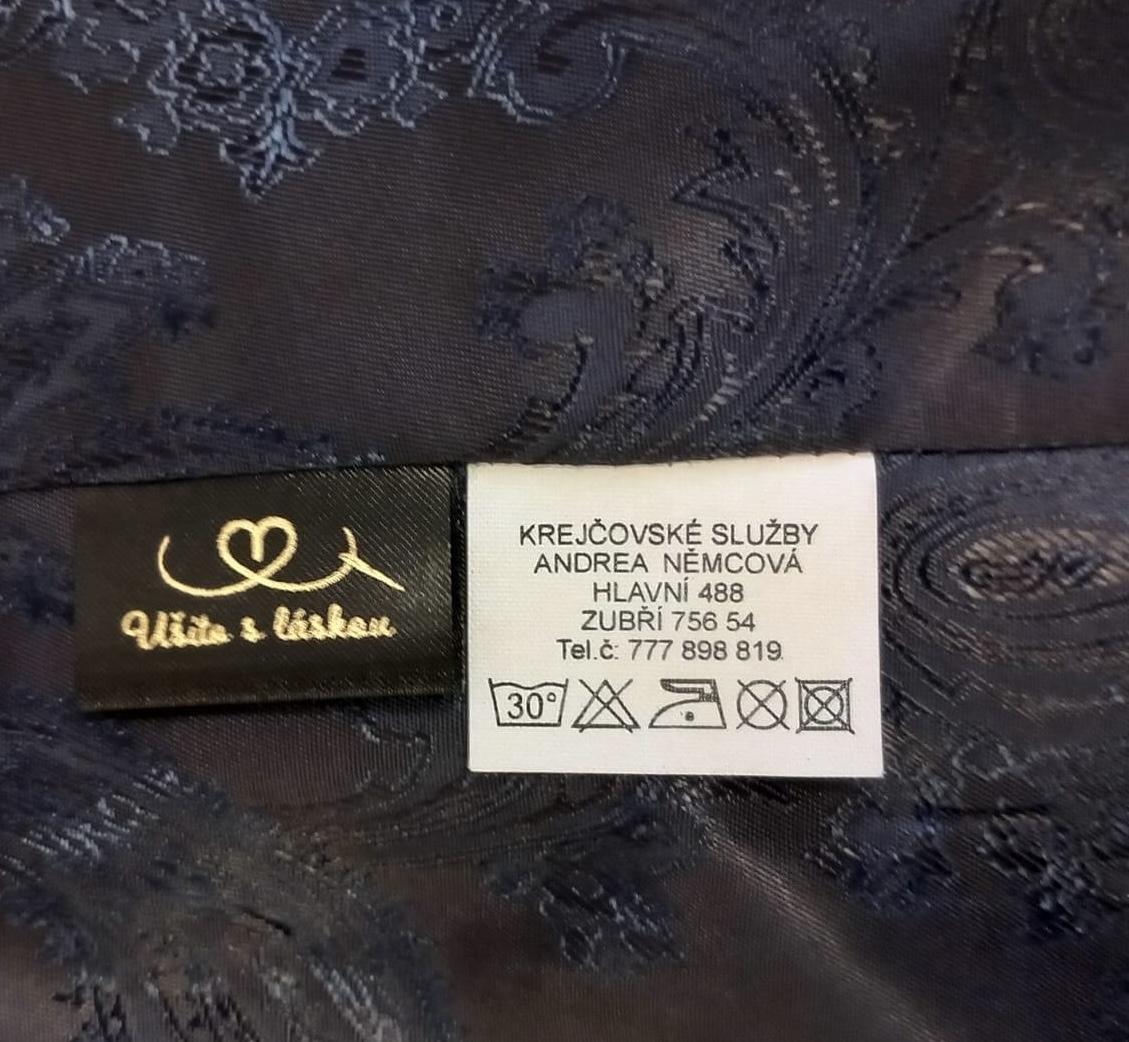 Ušito s láskou
KREJČOVSKÉ SLUŽBY
ANDREA NĚMCOVÁ
HLAVNÍ 488
ZUBŘÍ 756 54
Tel.č: 777 898 819
30°